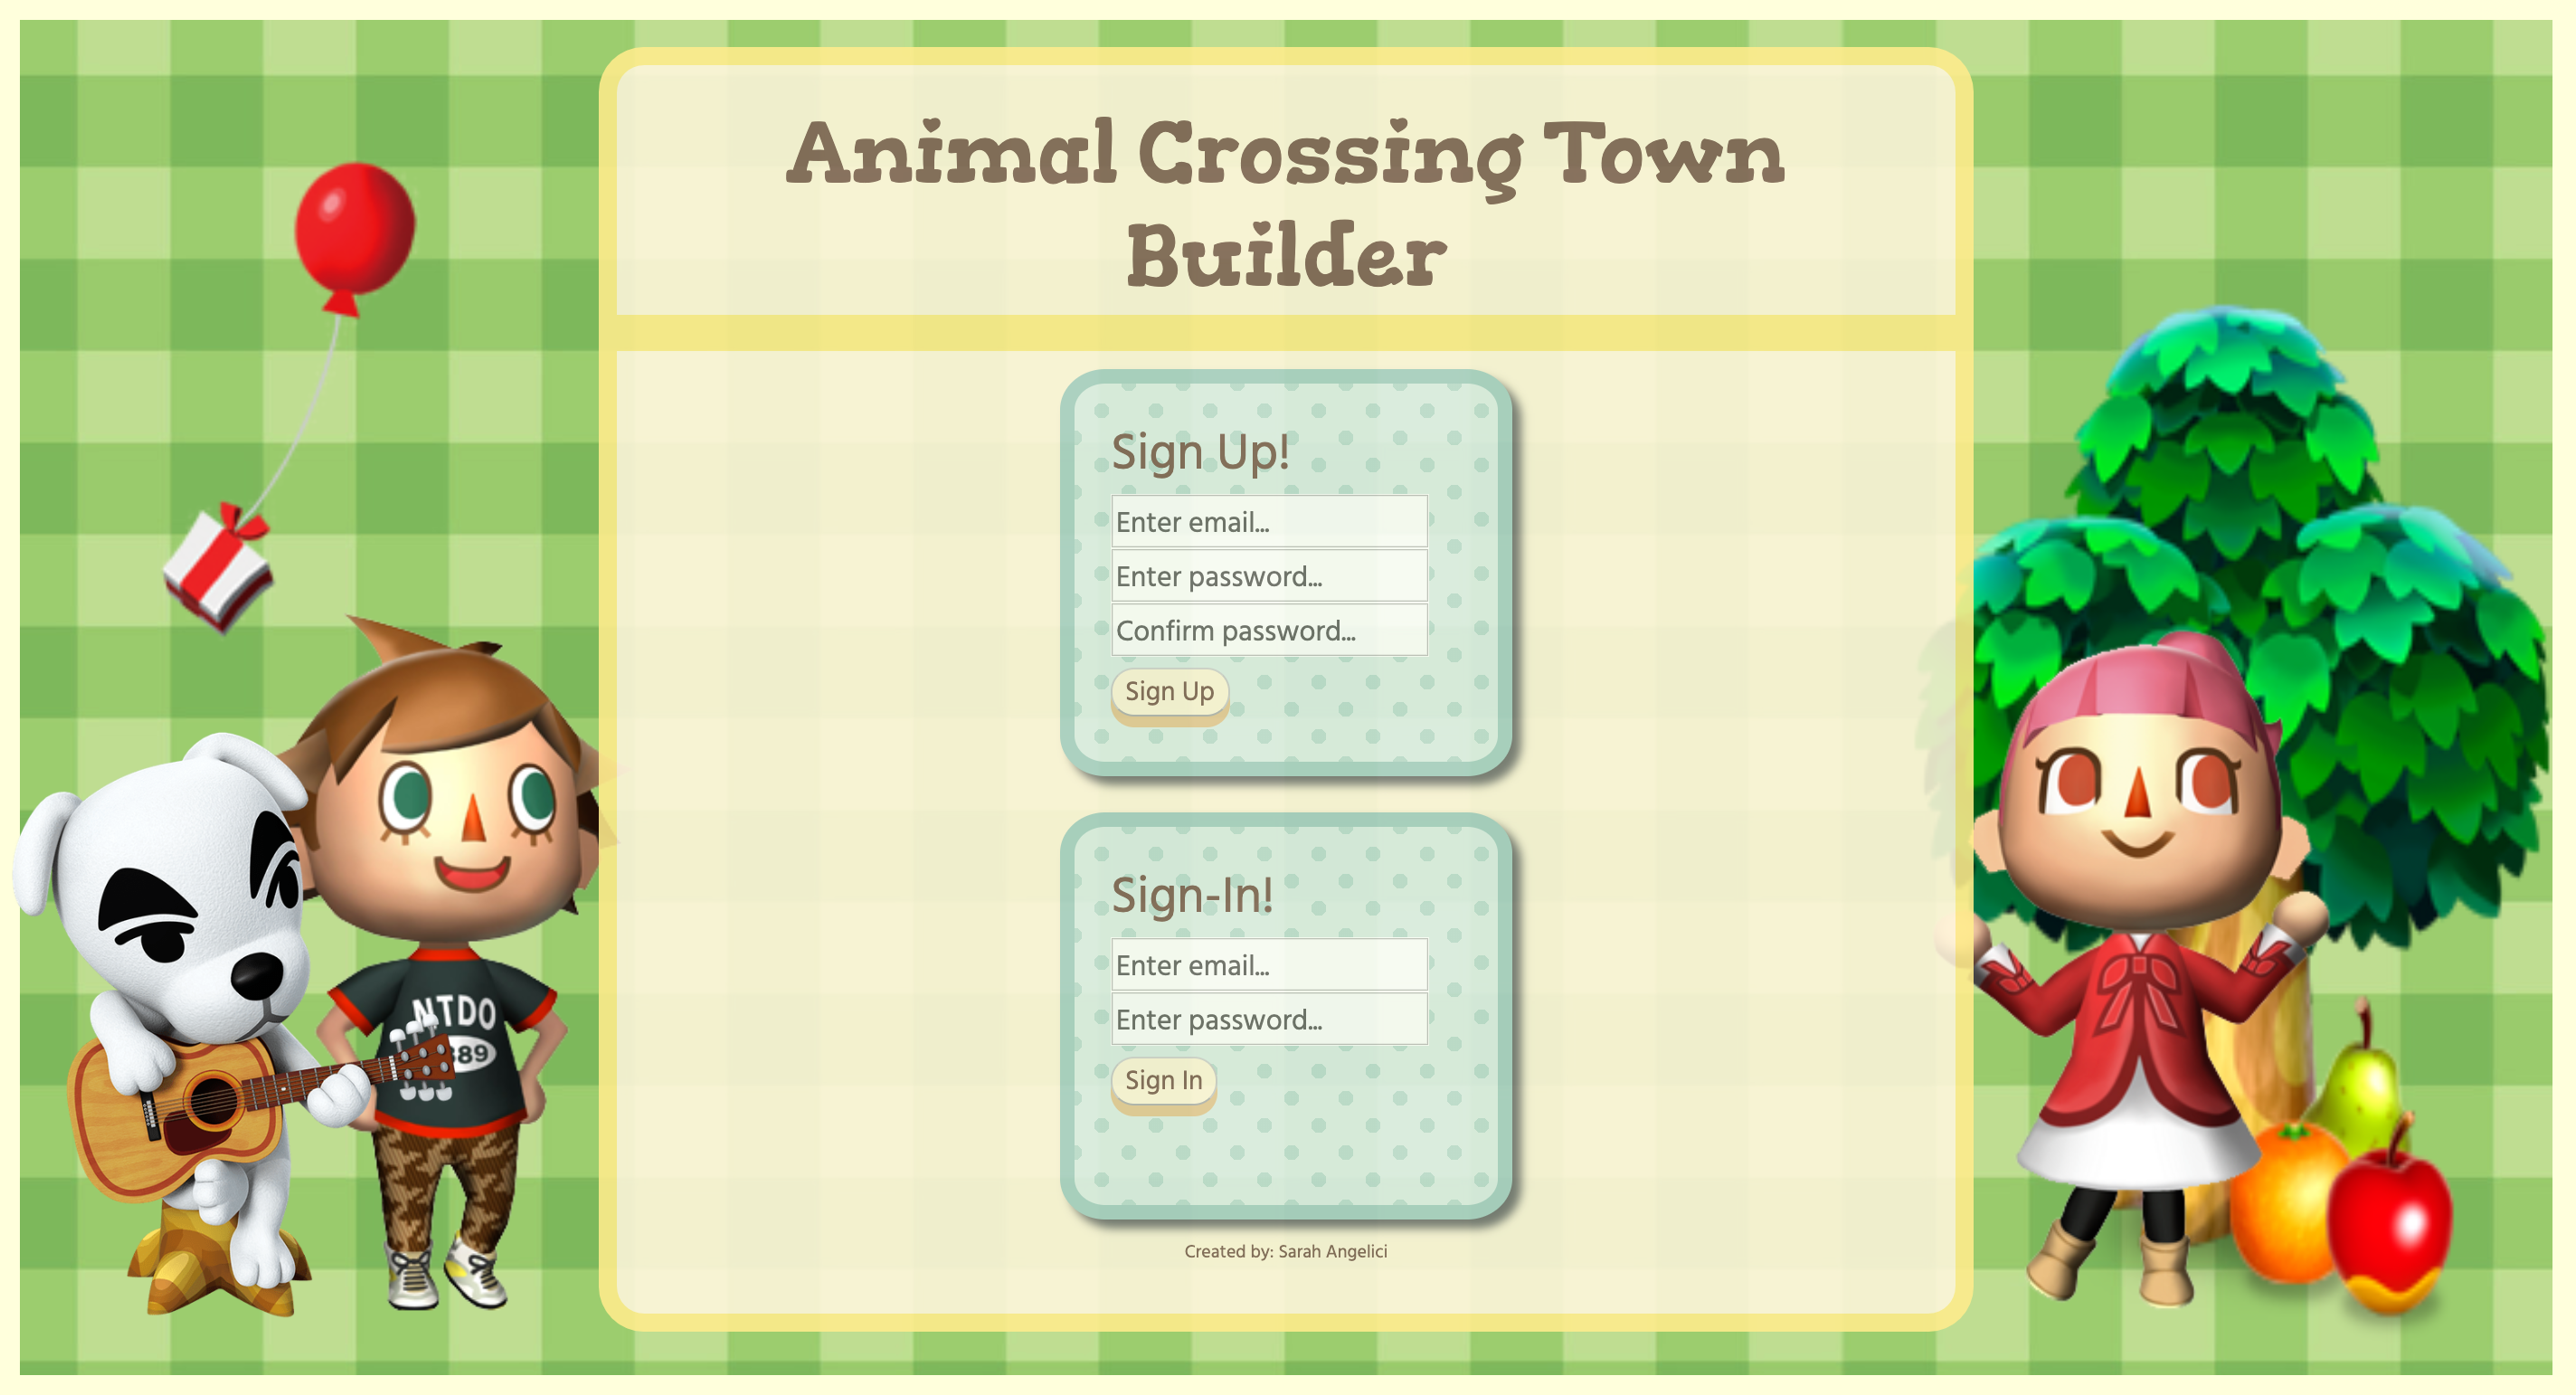 Animal Crossing Town
Builder
Sign Up!
Enter email...
Enter password...
Confirm password...
Sign Up
Sign-In!
Enter email...
Enter password...
Sign In
Created by: Sarah Angelici
NTDO